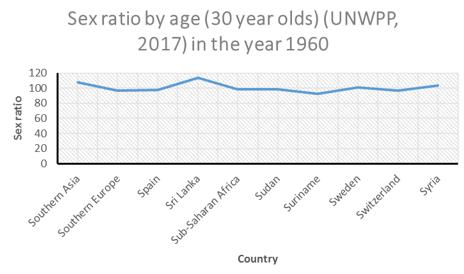 Sex ratio by age (30 year olds) (UNWPP,
2017) in the year 1960
120
100
80
60
40
20
0
Sex ratio
Southern Asia
Southern Europe
Spain
Sri Lanka
Sub-Saharan Africa
Sudan
Suriname
Sweden
Switzerland
Syria
Country